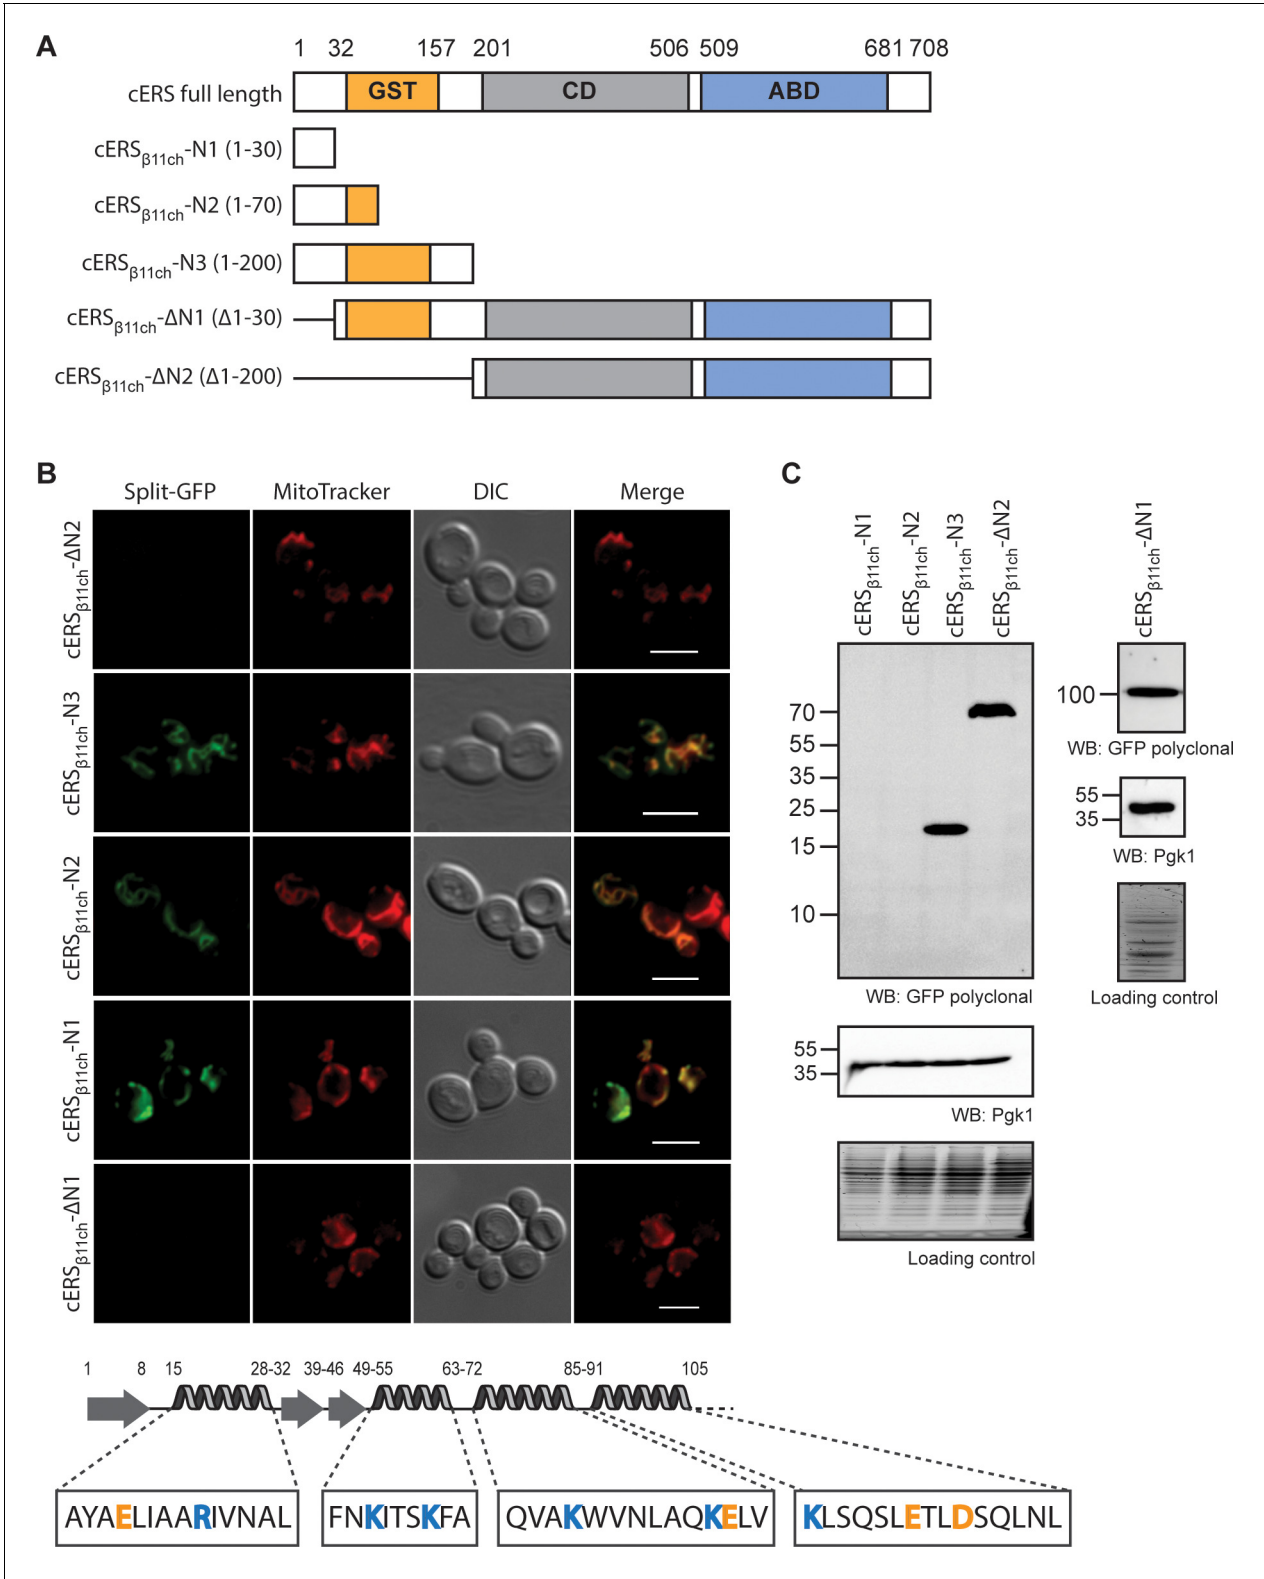 A
1 32 157 201 506 509 681 708
cERS full length GST CD ABD
cERSβ11ch-N1 (1-30)
cERSβ11ch-N2 (1-70)
cERSβ11ch-N3 (1-200)
cERSβ11ch-ΔN1 (Δ1-30)
cERSβ11ch-ΔN2 (Δ1-200)
B
Split-GFP MitoTracker DIC Merge
cERSβ11ch-ΔN2
cERSβ11ch-N3
cERSβ11ch-N2
cERSβ11ch-N1
cERSβ11ch-ΔN1
C
cERSβ11ch-N1
cERSβ11ch-N2
cERSβ11ch-N3
cERSβ11ch-ΔN2
70
55
35
25
15
10
WB: GFP polyclonal
55
35
WB: Pgk1
Loading control
cERSβ11ch-ΔN1
100
WB: GFP polyclonal
55
35
WB: Pgk1
Loading control
1 8 15 28-32 39-46 49-55 63-72 85-91 105
AYAELIAARIVNAL FNKITSKFA QVAKWVNLAQKELV KLSQSLETLDSQLNL